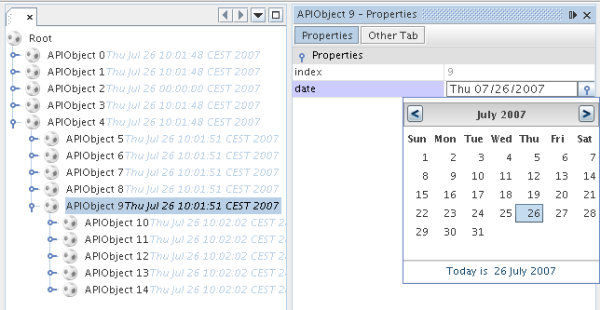 Root
APIObject 0 Thu Jul 26 10:01:48 CEST 2007
APIObject 1 Thu Jul 26 10:01:48 CEST 2007
APIObject 2 Thu Jul 26 00:00:00 CEST 2007
APIObject 3 Thu Jul 26 10:01:48 CEST 2007
APIObject 4 Thu Jul 26 10:01:48 CEST 2007
APIObject 5 Thu Jul 26 10:01:51 CEST 2007
APIObject 6 Thu Jul 26 10:01:51 CEST 2007
APIObject 7 Thu Jul 26 10:01:51 CEST 2007
APIObject 8 Thu Jul 26 10:01:51 CEST 2007
APIObject 9 Thu Jul 26 10:01:51 CEST 2007
APIObject 10 Thu Jul 26 10:02:02 CEST
APIObject 11 Thu Jul 26 10:02:02 CEST
APIObject 12 Thu Jul 26 10:02:02 CEST
APIObject 13 Thu Jul 26 10:02:02 CEST
APIObject 14 Thu Jul 26 10:02:02 CEST
APIObject 9 - Properties
Properties Other Tab
Properties
index 9
date Thu 07/26/2007
July 2007
Sun Mon Tue Wed Thu Fri Sat
1 2 3 4 5 6 7
8 9 10 11 12 13 14
15 16 17 18 19 20 21
22 23 24 25 26 27 28
29 30 31
Today is 26 July 2007